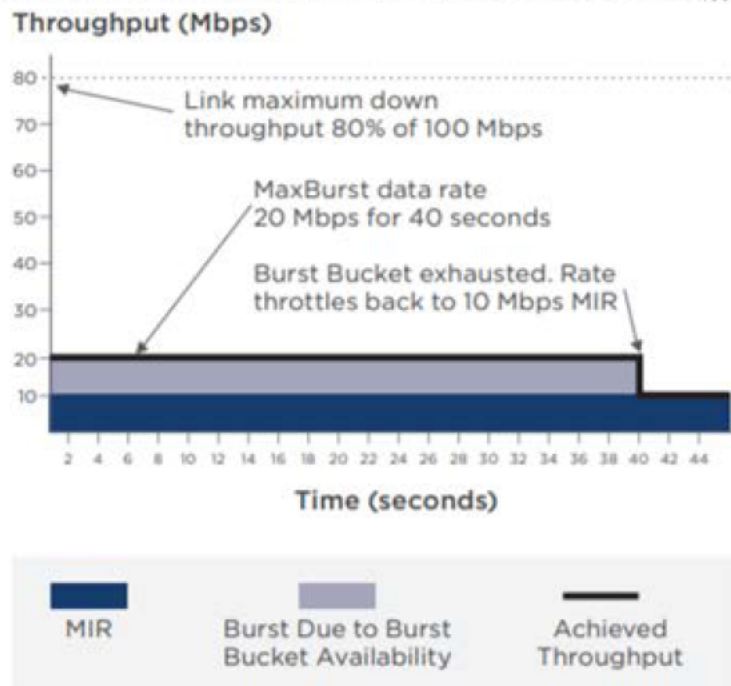 Throughput (Mbps)
80
Link maximum down
throughput 80% of 100 Mbps
70
60
MaxBurst data rate
20 Mbps for 40 seconds
50
40
Burst Bucket exhausted. Rate
throttles back to 10 Mbps MIR
30
20
10
2 4 6 8 10 12 14 16 18 20 22 24 26 28 30 32 34 36 38 40 42 44
Time (seconds)
MIR
Burst Due to Burst
Bucket Availability
Achieved
Throughput